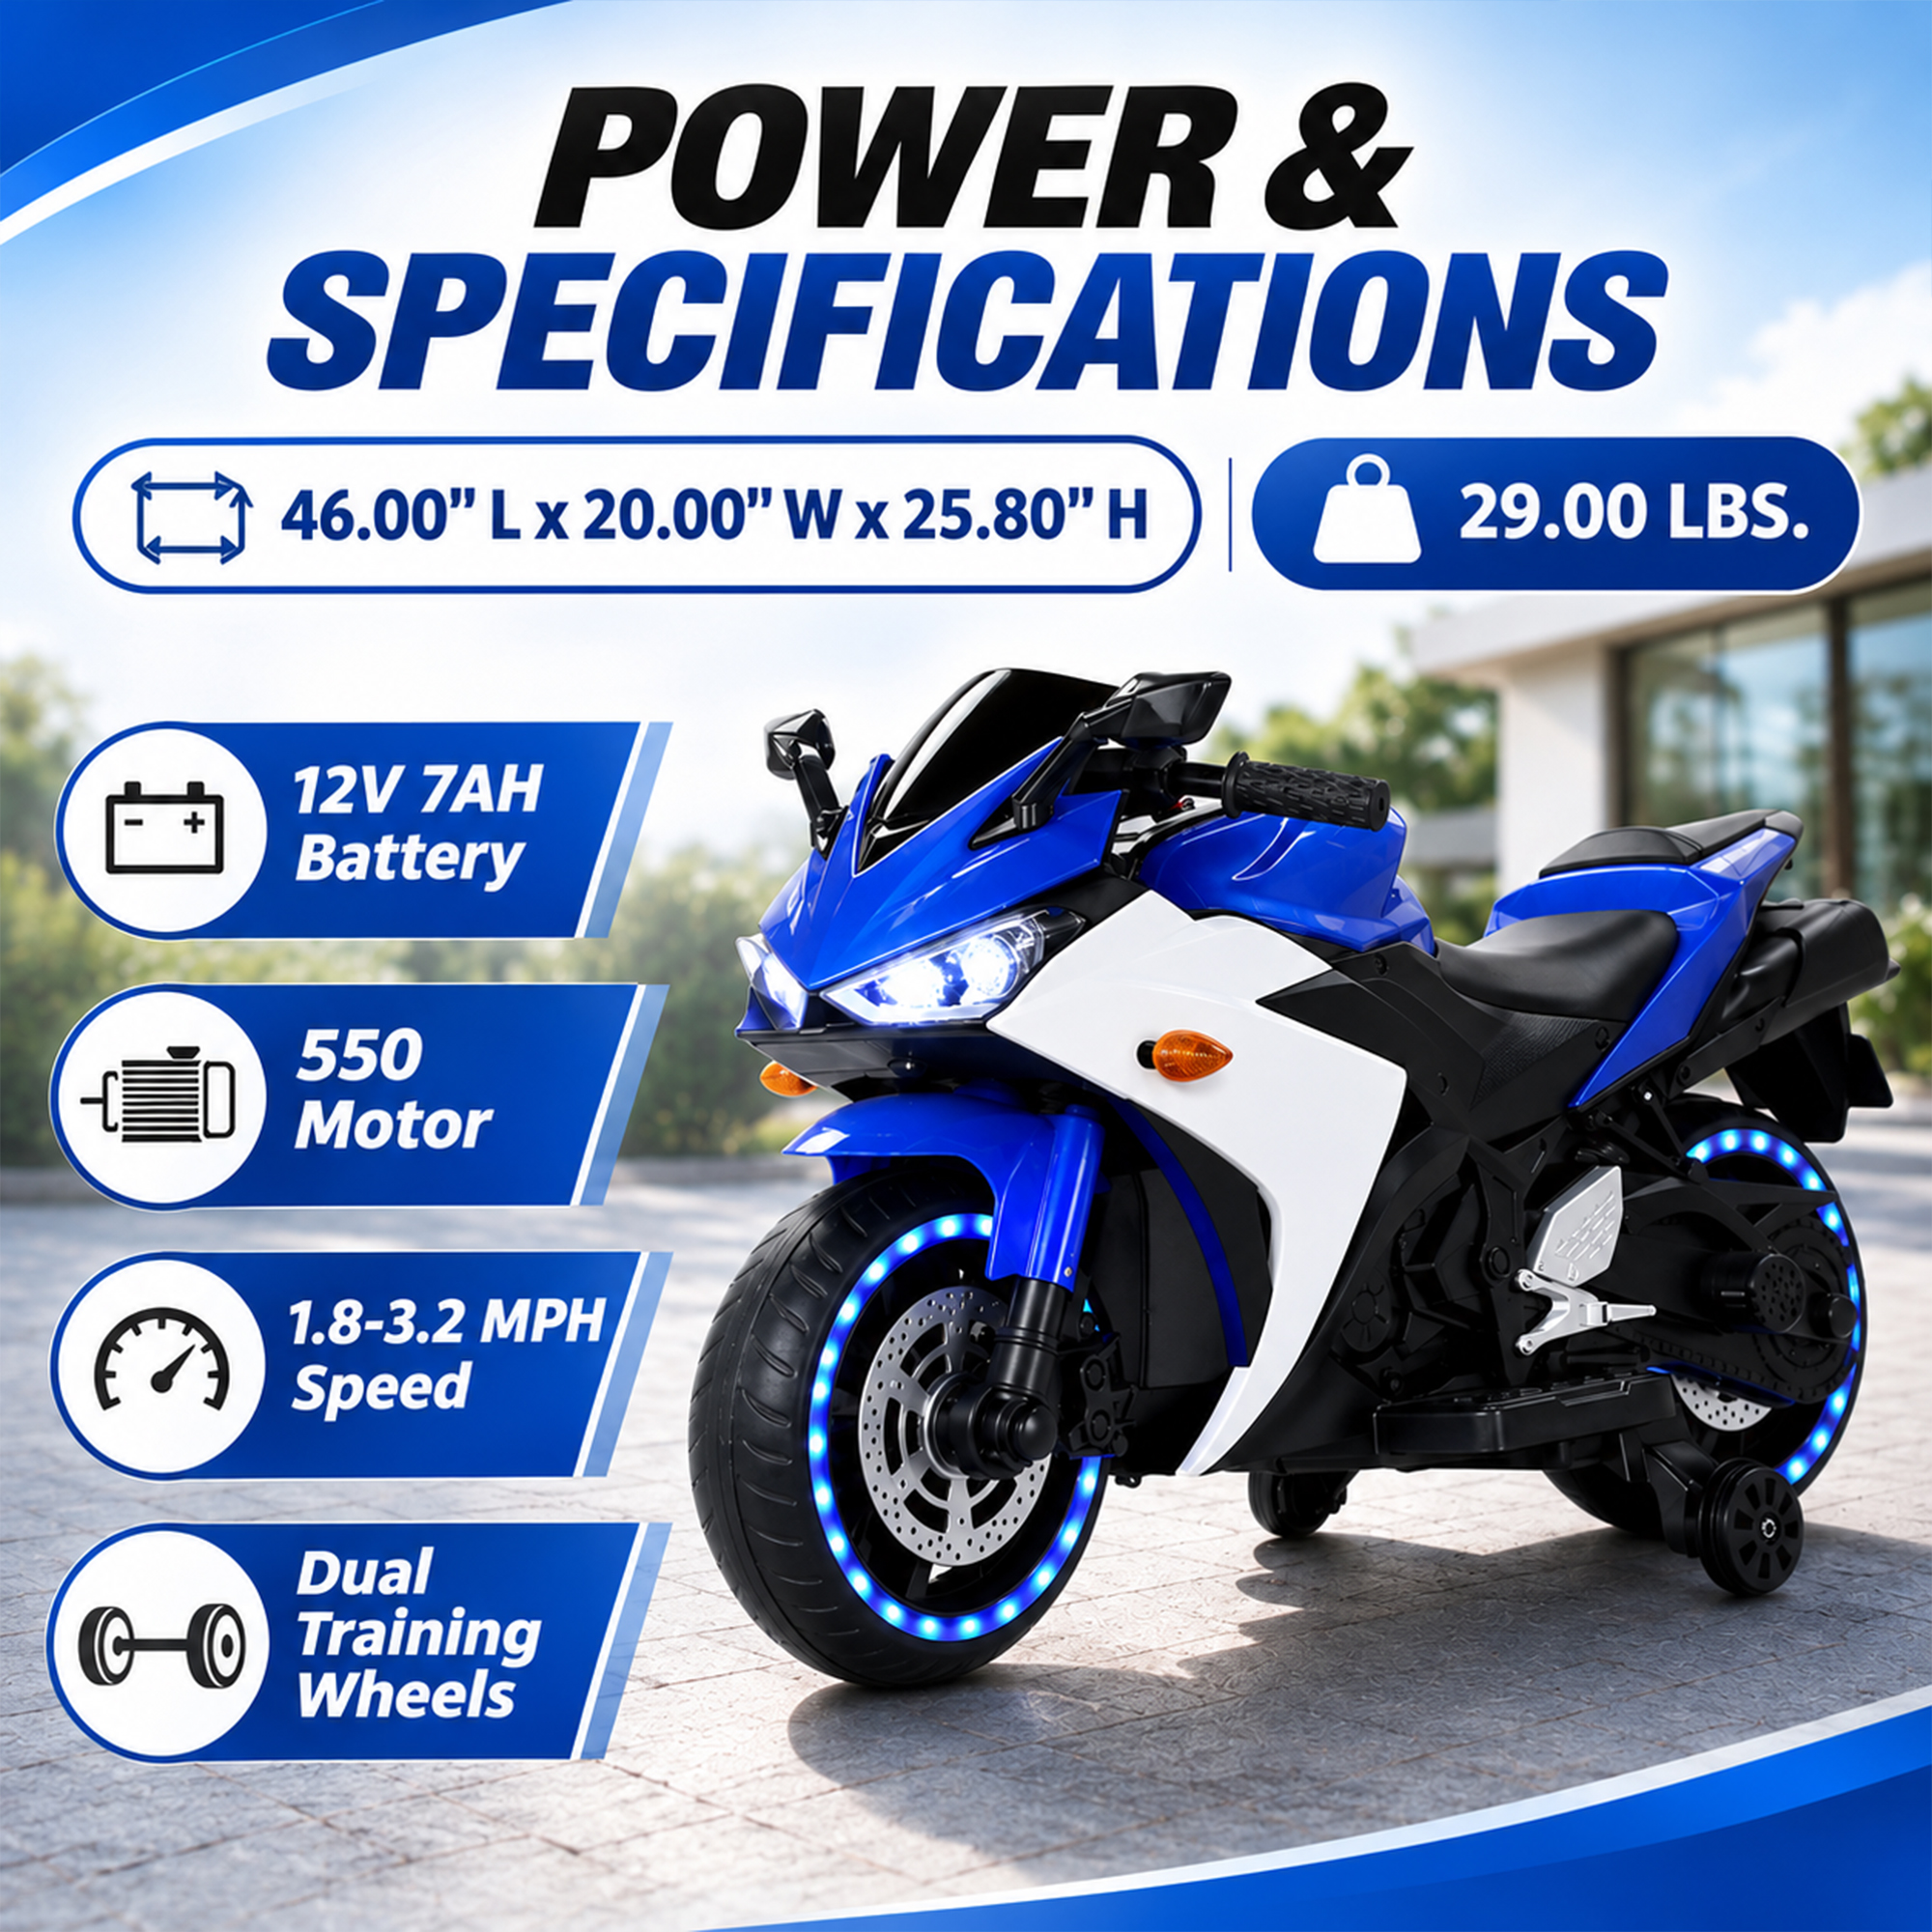 POWER &
SPECIFICATIONS
46.00” L x 20.00” W x 25.80” H
29.00 LBS.
12V 7AH
Battery
550
Motor
1.8-3.2 MPH
Speed
Dual
Training
Wheels